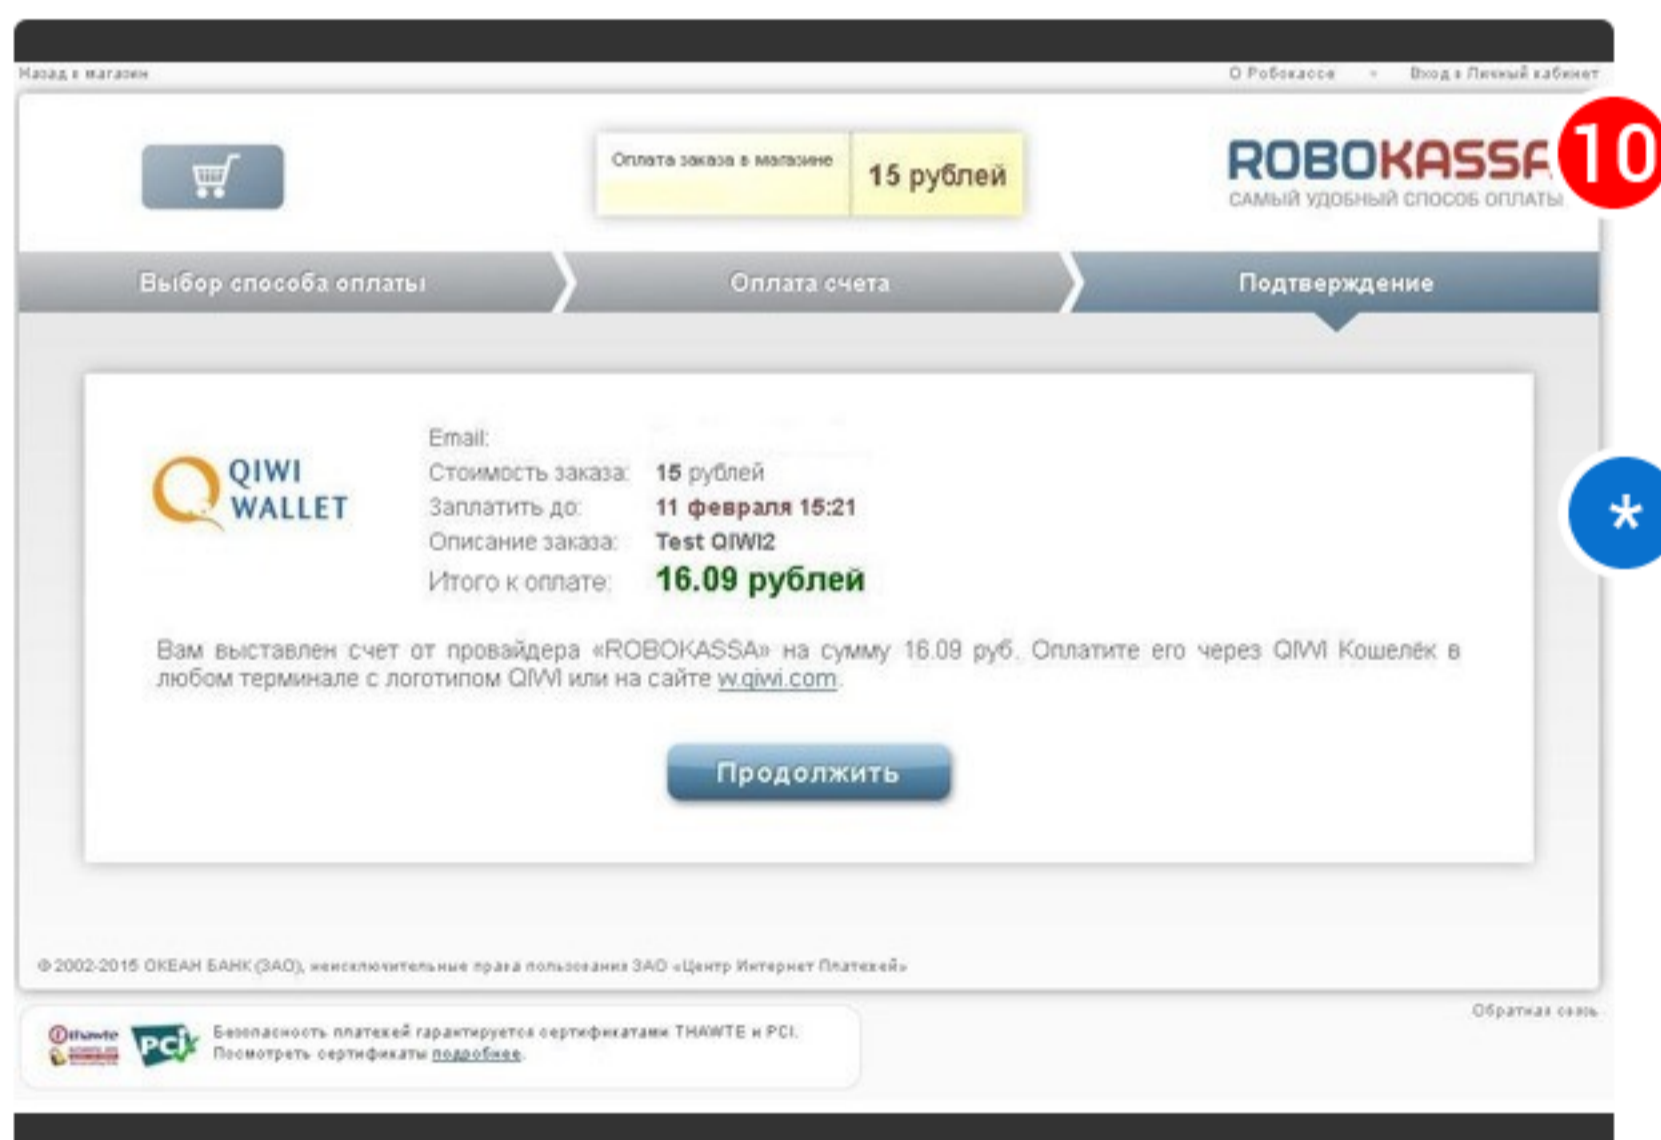 Назад в магазин
О Робокассе
Вход в Личный кабинет
Оплата заказа в магазине
15 рублей
ROBOKASSA
САМЫЙ УДОБНЫЙ СПОСОБ ОПЛАТЫ
10
Выбор способа оплаты
Оплата счета
Подтверждение
QIWI
WALLET
Email:
Стоимость заказа: 15 рублей
Заплатить до: 11 февраля 15:21
Описание заказа: Test QIWI2
Итого к оплате: 16.09 рублей
*
Вам выставлен счет от провайдера «ROBOKASSA» на сумму 16.09 руб. Оплатите его через QIWI Кошелёк в
любом терминале с логотипом QIWI или на сайте w.qiwi.com.
Продолжить
© 2002-2015 ОКЕАН БАНК (ЗАО), неисключительные права пользования ЗАО «Центр Интернет Платежей»
Обратная связь
thawte
PCI
Безопасность платежей гарантируется сертификатами THAWTE и PCI.
Посмотреть сертификаты подробнее.